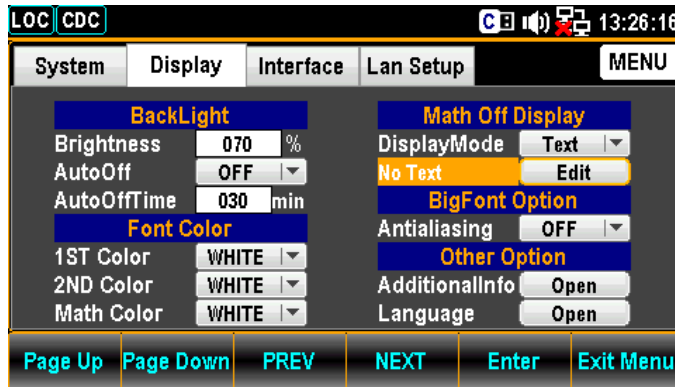 LOC CDC C 13:26:16
System Display Interface Lan Setup MENU
BackLight
Brightness 070 %
AutoOff OFF
AutoOffTime 030 min
Font Color
1ST Color WHITE
2ND Color WHITE
Math Color WHITE
Math Off Display
DisplayMode Text
No Text Edit
BigFont Option
Antialiasing OFF
Other Option
AdditionalInfo Open
Language Open
Page Up Page Down PREV NEXT Enter Exit Menu